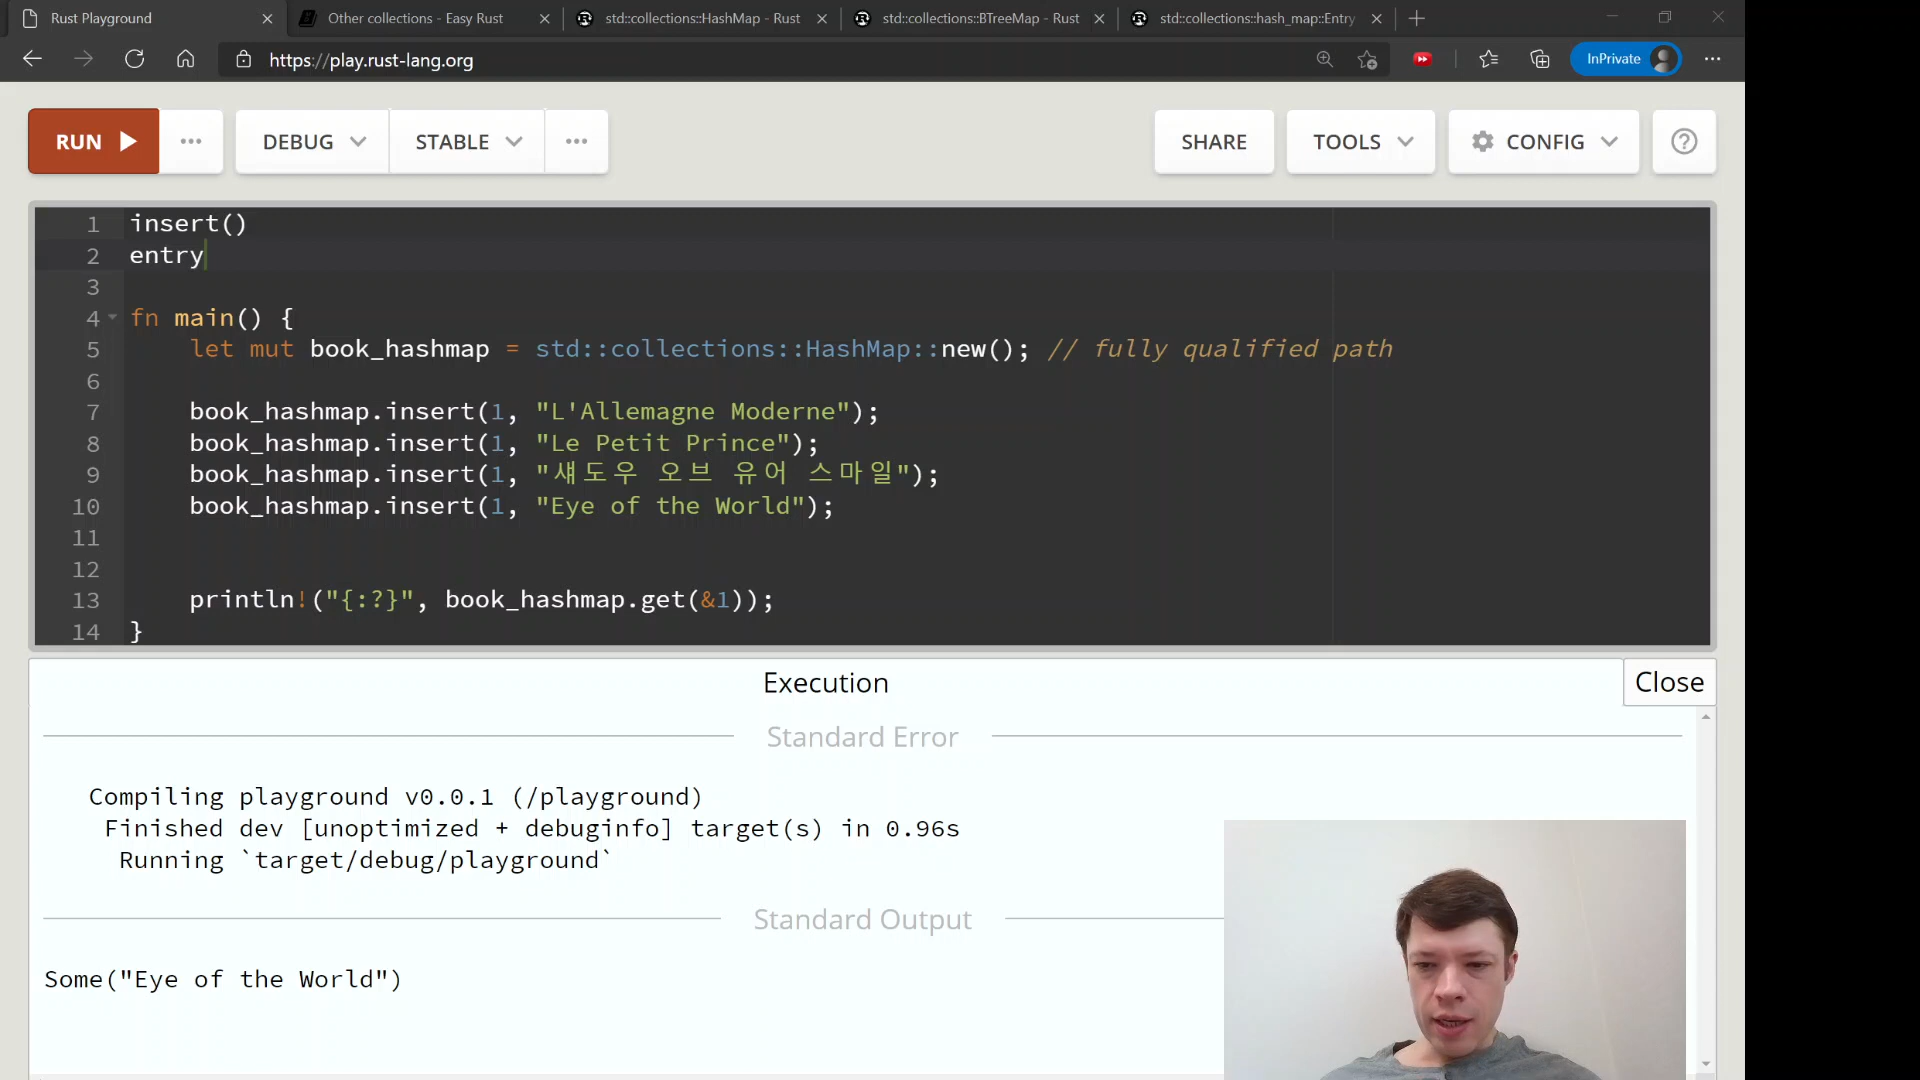 Rust Playground
Other collections - Easy Rust
std::collections::HashMap - Rust
std::collections::BTreeMap - Rust
std::collections::hash_map::Entry
https://play.rust-lang.org
InPrivate
RUN
DEBUG
STABLE
SHARE
TOOLS
CONFIG
1 insert()
2 entry
3
4 fn main() {
5 let mut book_hashmap = std::collections::HashMap::new(); // fully qualified path
6
7 book_hashmap.insert(1, "L'Allemagne Moderne");
8 book_hashmap.insert(1, "Le Petit Prince");
9 book_hashmap.insert(1, "섀도우 오브 유어 스마일");
10 book_hashmap.insert(1, "Eye of the World");
11
12
13 println!("{:?}", book_hashmap.get(&1));
14 }
Execution
Close
Standard Error
Compiling playground v0.0.1 (/playground)
Finished dev [unoptimized + debuginfo] target(s) in 0.96s
Running `target/debug/playground`
Standard Output
Some("Eye of the World")